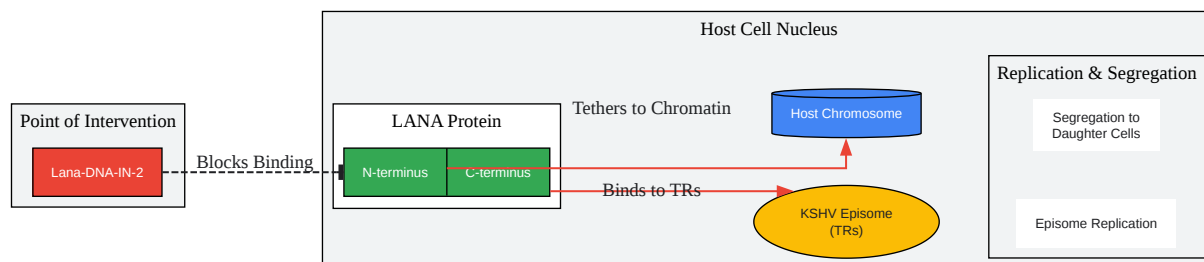 Host Cell Nucleus
Point of Intervention
Lana-DNA-IN-2
Blocks Binding
LANA Protein
N-terminus
C-terminus
Tethers to Chromatin
Binds to TRs
Host Chromosome
KSHV Episome
(TRs)
Replication & Segregation
Segregation to
Daughter Cells
Episome Replication